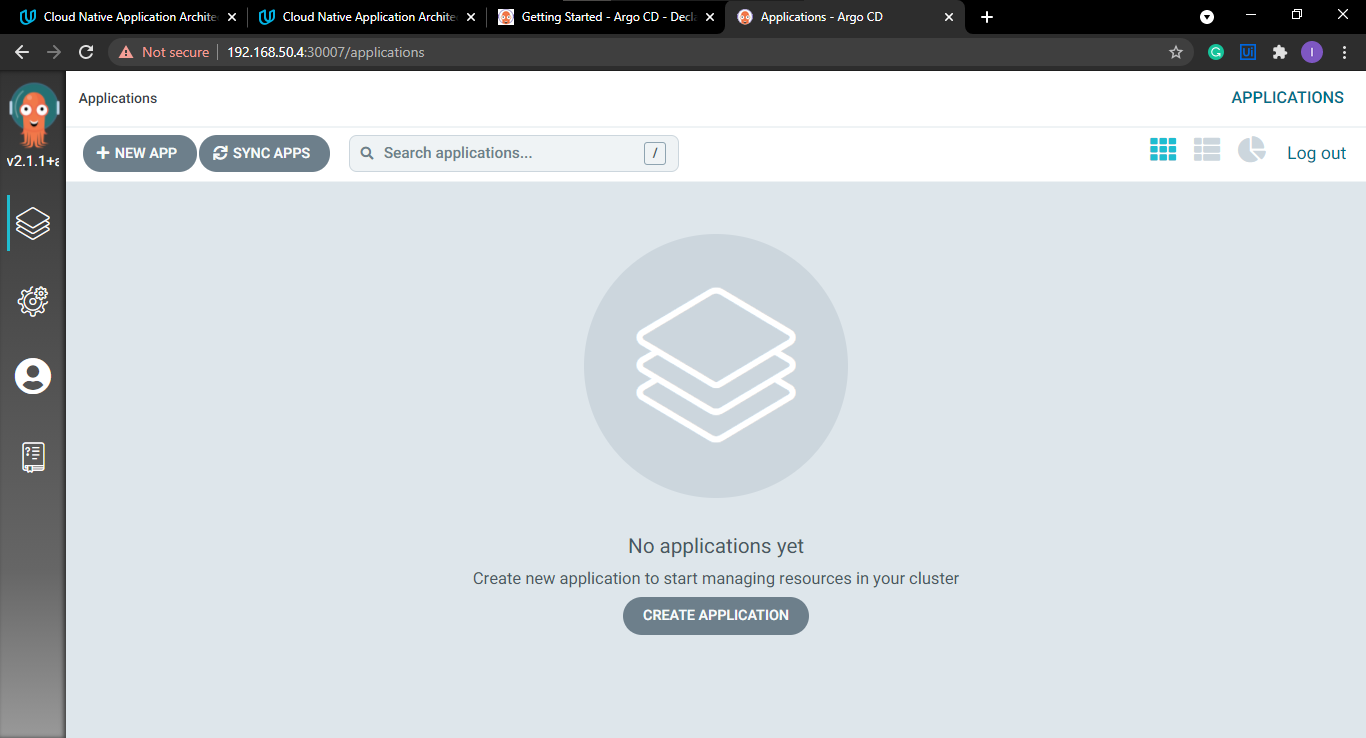 Cloud Native Application Archite
Cloud Native Application Archite
Getting Started - Argo CD - Decla
Applications - Argo CD
Not secure
192.168.50.4:30007/applications
G
Ui
I
v2.1.1+a
Applications
APPLICATIONS
NEW APP
SYNC APPS
Search applications...
/
Log out
No applications yet
Create new application to start managing resources in your cluster
CREATE APPLICATION